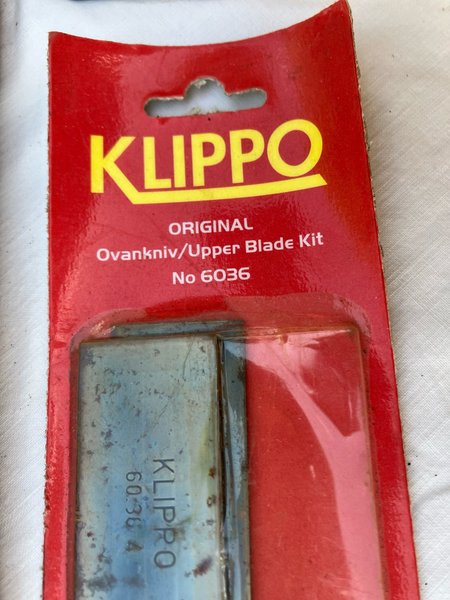 KLIPPO
ORIGINAL
Ovankniv/Upper Blade Kit
No 6036
KLIPPO
60.36 4